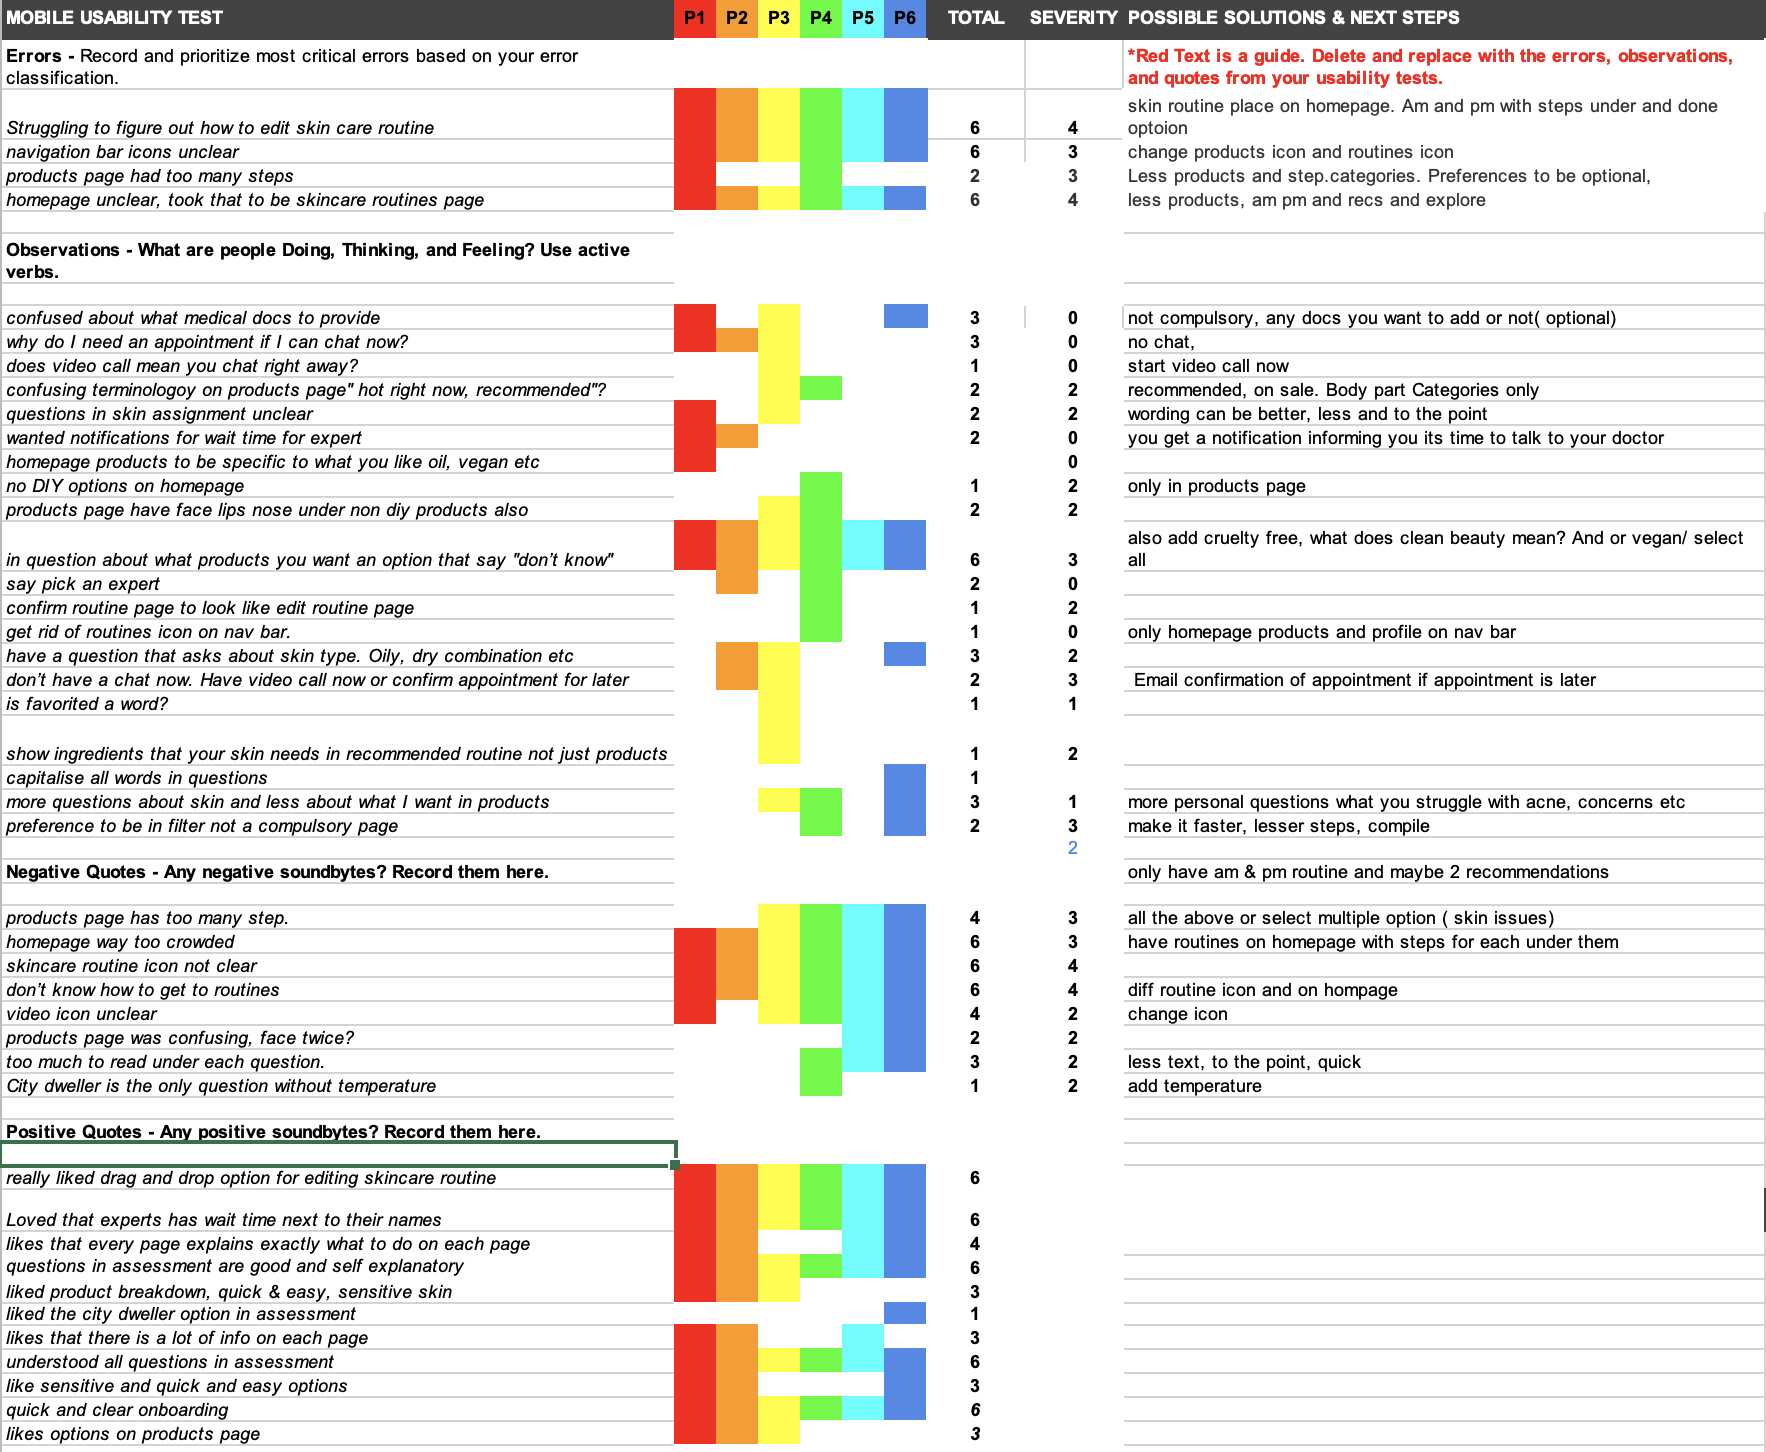 MOBILE USABILITY TEST P1 P2 P3 P4 P5 P6 TOTAL SEVERITY POSSIBLE SOLUTIONS & NEXT STEPS
Errors - Record and prioritize most critical errors based on your error
classification.
*Red Text is a guide. Delete and replace with the errors, observations,
and quotes from your usability tests.
skin routine place on homepage. Am and pm with steps under and done
Struggling to figure out how to edit skin care routine 6 4 optoion
navigation bar icons unclear 6 3 change products icon and routines icon
products page had too many steps 2 3 Less products and step.categories. Preferences to be optional,
homepage unclear, took that to be skincare routines page 6 4 less products, am pm and recs and explore
Observations - What are people Doing, Thinking, and Feeling? Use active
verbs.
confused about what medical docs to provide 3 0 not compulsory, any docs you want to add or not( optional)
why do I need an appointment if I can chat now? 3 0 no chat,
does video call mean you chat right away? 1 0 start video call now
confusing terminologoy on products page" hot right now, recommended"? 2 2 recommended, on sale. Body part Categories only
questions in skin assignment unclear 2 2 wording can be better, less and to the point
wanted notifications for wait time for expert 2 0 you get a notification informing you its time to talk to your doctor
homepage products to be specific to what you like oil, vegan etc 0
no DIY options on homepage 1 2 only in products page
products page have face lips nose under non diy products also 2 2
also add cruelty free, what does clean beauty mean? And or vegan/ select
in question about what products you want an option that say "don't know" 6 3 all
say pick an expert 2 0
confirm routine page to look like edit routine page 1 2
get rid of routines icon on nav bar. 1 0 only homepage products and profile on nav bar
have a question that asks about skin type. Oily, dry combination etc 3 2
don't have a chat now. Have video call now or confirm appointment for later 2 3 Email confirmation of appointment if appointment is later
is favorited a word? 1 1
show ingredients that your skin needs in recommended routine not just products 1 2
capitalise all words in questions 1
more questions about skin and less about what I want in products 3 1 more personal questions what you struggle with acne, concerns etc
preference to be in filter not a compulsory page 2 3 make it faster, lesser steps, compile
2
Negative Quotes - Any negative soundbytes? Record them here. only have am & pm routine and maybe 2 recommendations
products page has too many step. 4 3 all the above or select multiple option ( skin issues)
homepage way too crowded 6 3 have routines on homepage with steps for each under them
skincare routine icon not clear 6 4
don't know how to get to routines 6 4 diff routine icon and on hompage
video icon unclear 4 2 change icon
products page was confusing, face twice? 2 2
too much to read under each question. 3 2 less text, to the point, quick
City dweller is the only question without temperature 1 2 add temperature
Positive Quotes - Any positive soundbytes? Record them here.
really liked drag and drop option for editing skincare routine 6
Loved that experts has wait time next to their names 6
likes that every page explains exactly what to do on each page 4
questions in assessment are good and self explanatory 6
liked product breakdown, quick & easy, sensitive skin 3
liked the city dweller option in assessment 1
likes that there is a lot of info on each page 3
understood all questions in assessment 6
like sensitive and quick and easy options 3
quick and clear onboarding 6
likes options on products page 3